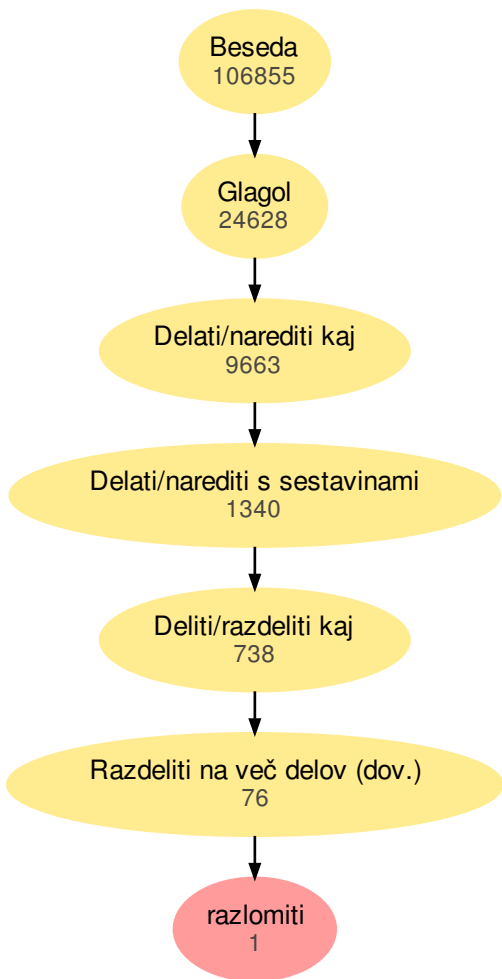 Beseda
106855
Glagol
24628
Delati/narediti kaj
9663
Delati/narediti s sestavinami
1340
Deliti/razdeliti kaj
738
Razdeliti na več delov (dov.)
76
razlomiti
1